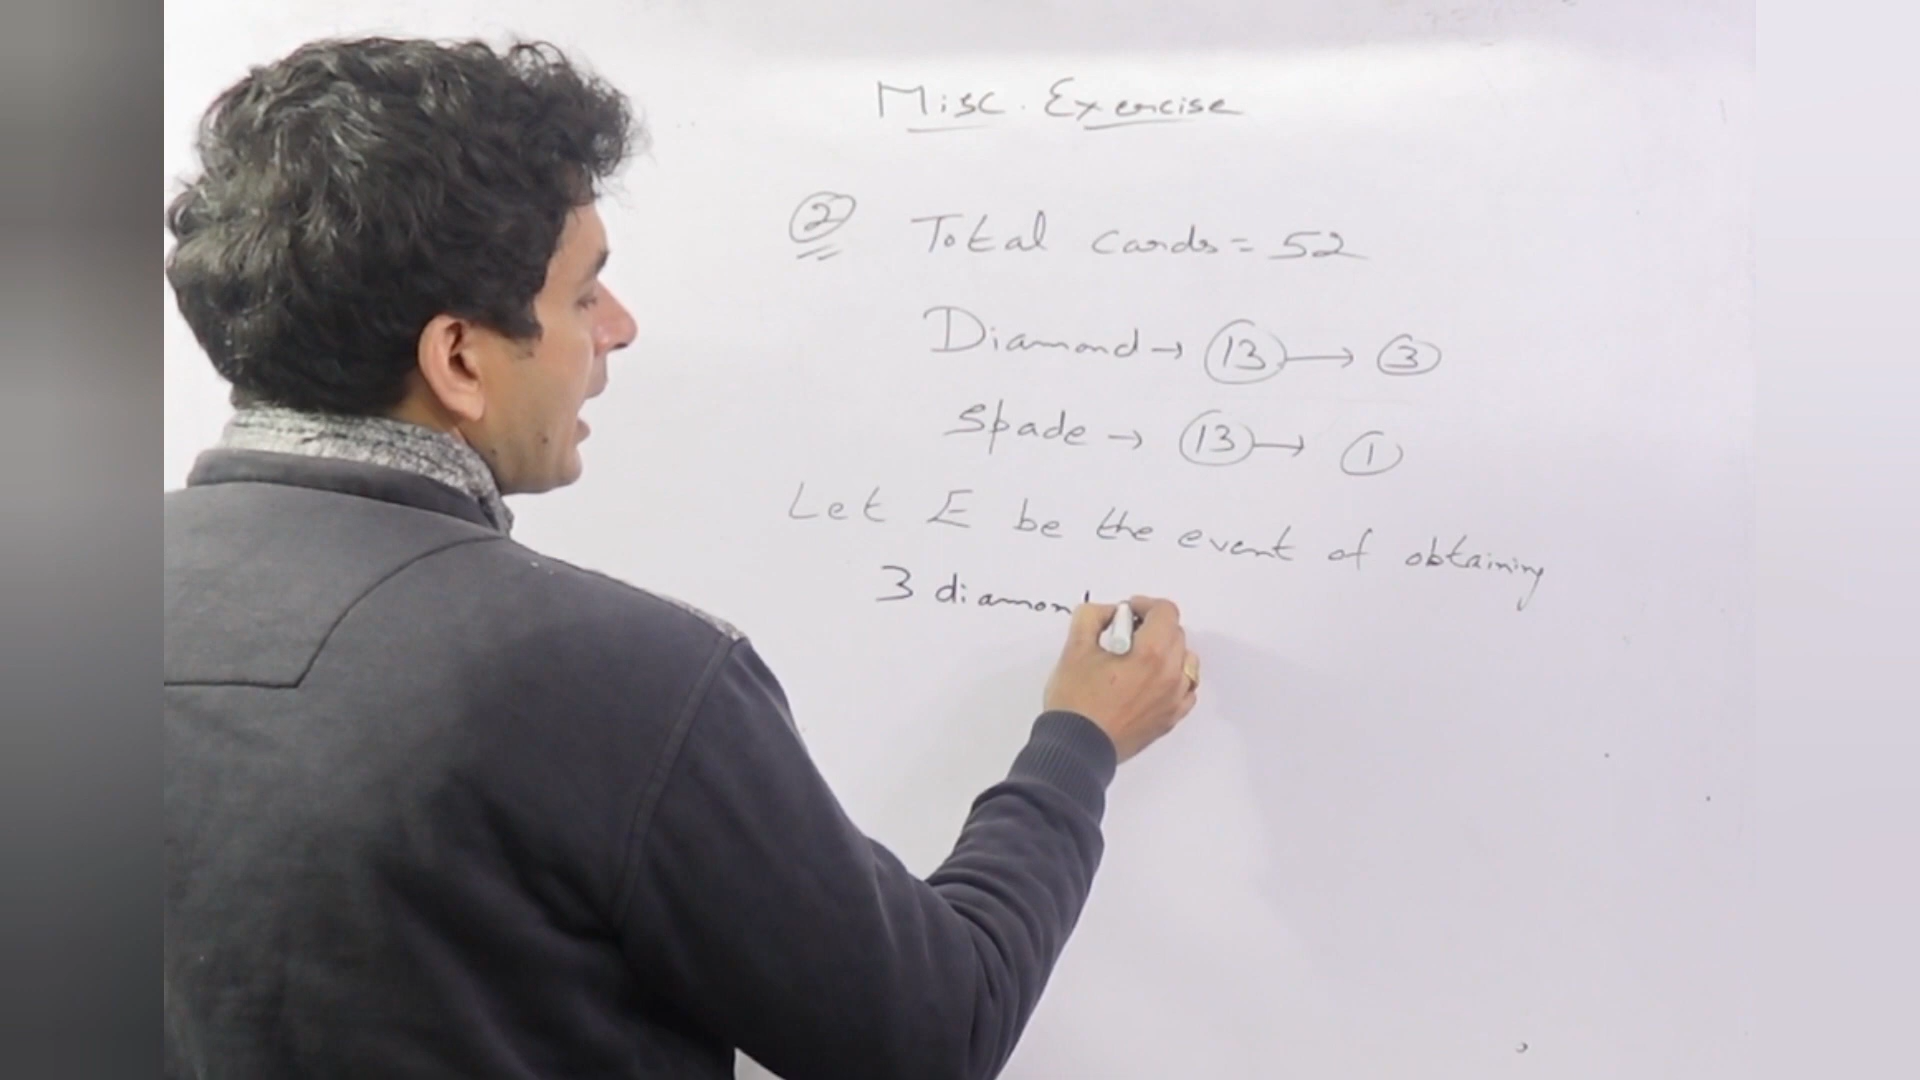 Misc. Exercise
② Total cards = 52
Diamond → ⑬ → ③
Spade → ⑬ → ①
Let E be the event of obtaining
3 diamon